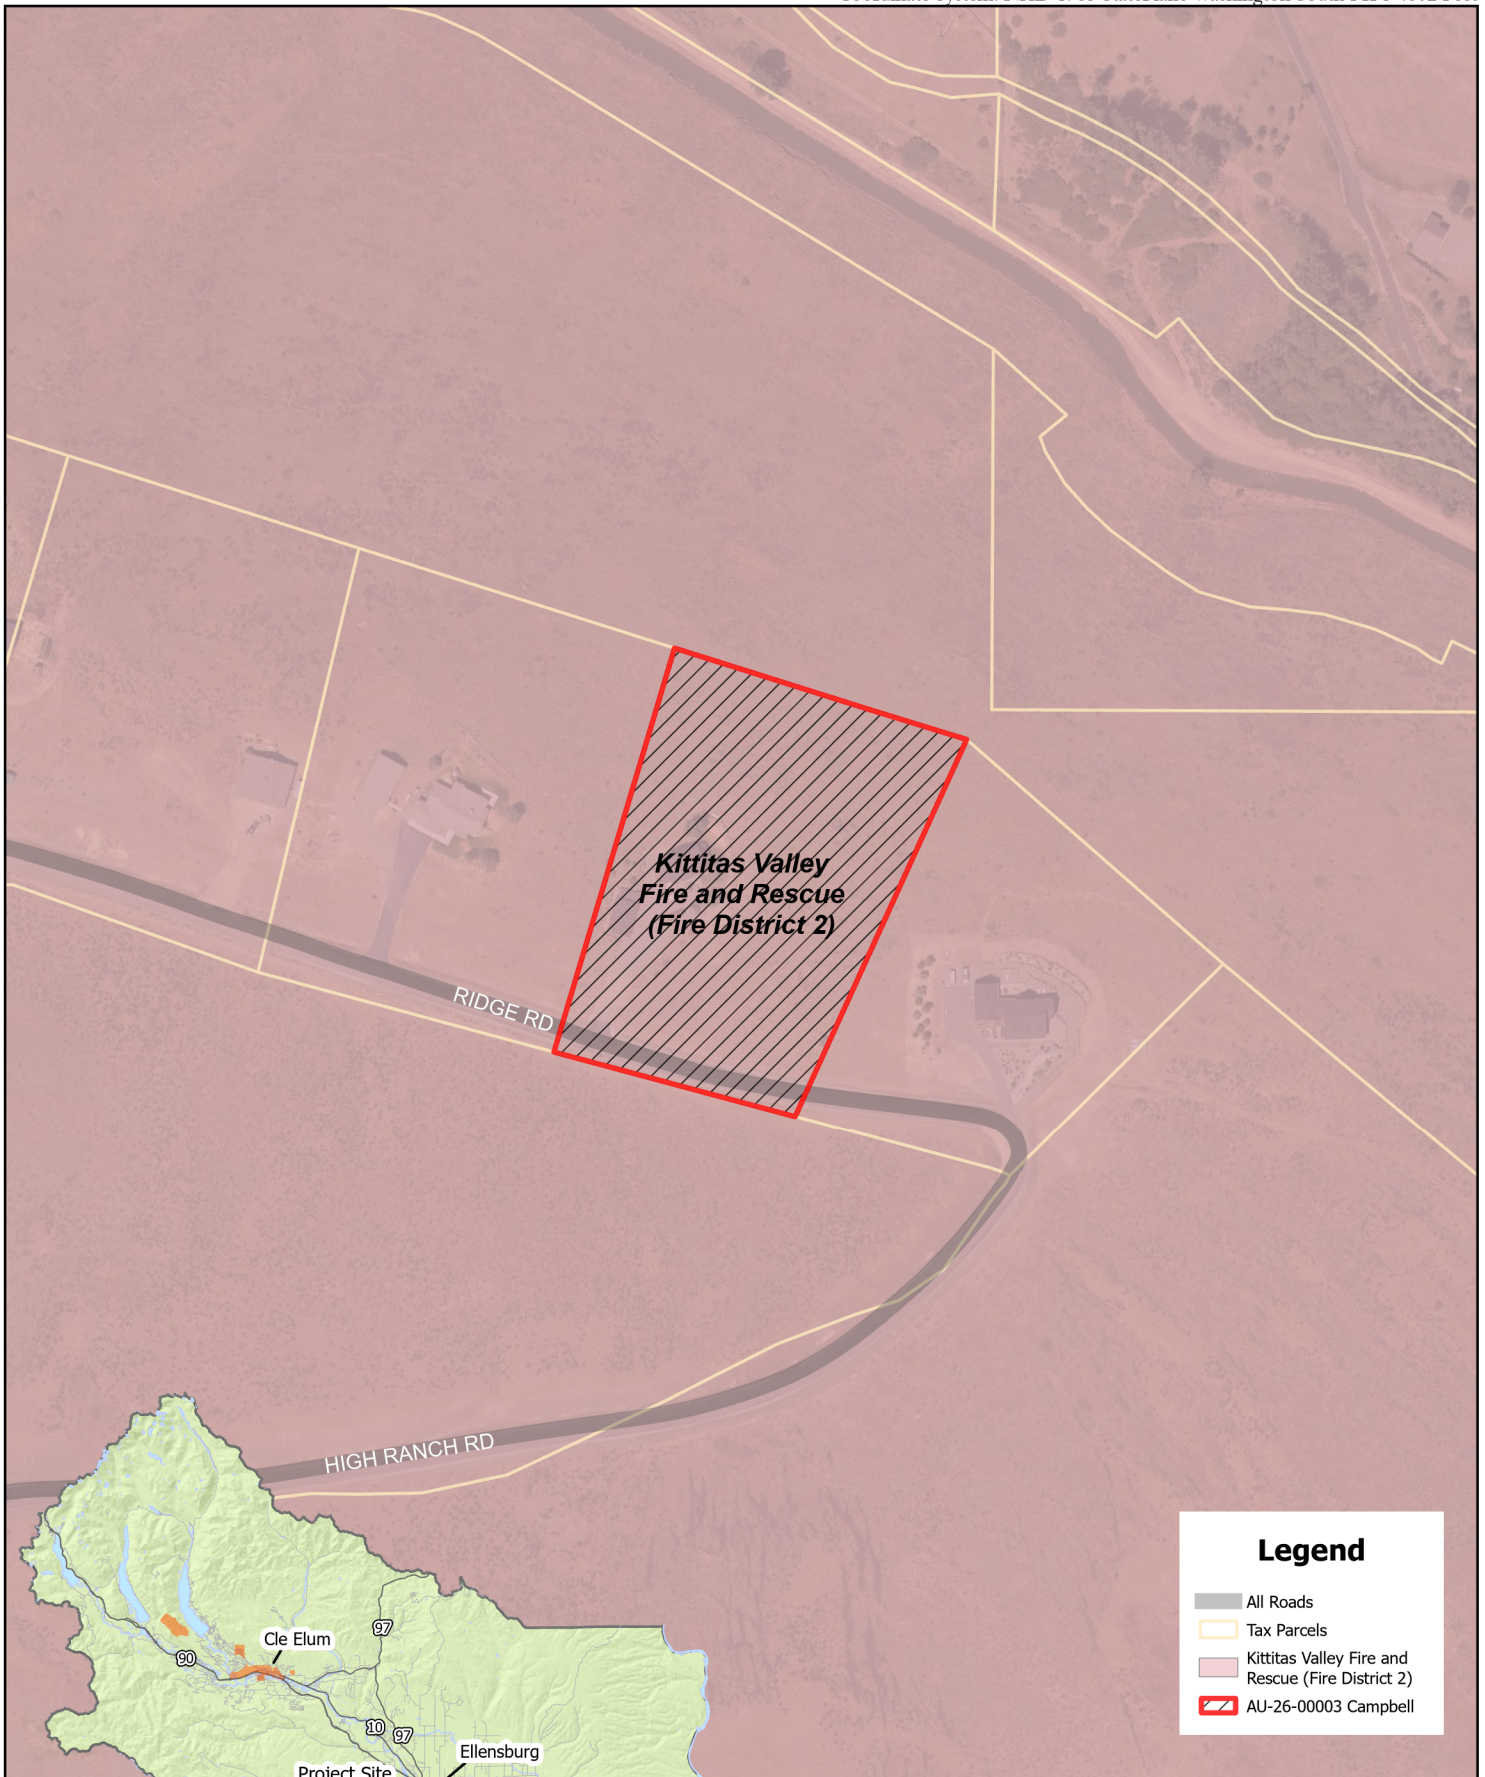 Kittitas Valley
Fire and Rescue
(Fire District 2)
RIDGE RD
HIGH RANCH RD
97
Cle Elum
90
10
97
Ellensburg
Project Site
Legend
All Roads
Tax Parcels
Kittitas Valley Fire and
Rescue (Fire District 2)
AU-26-00003 Campbell